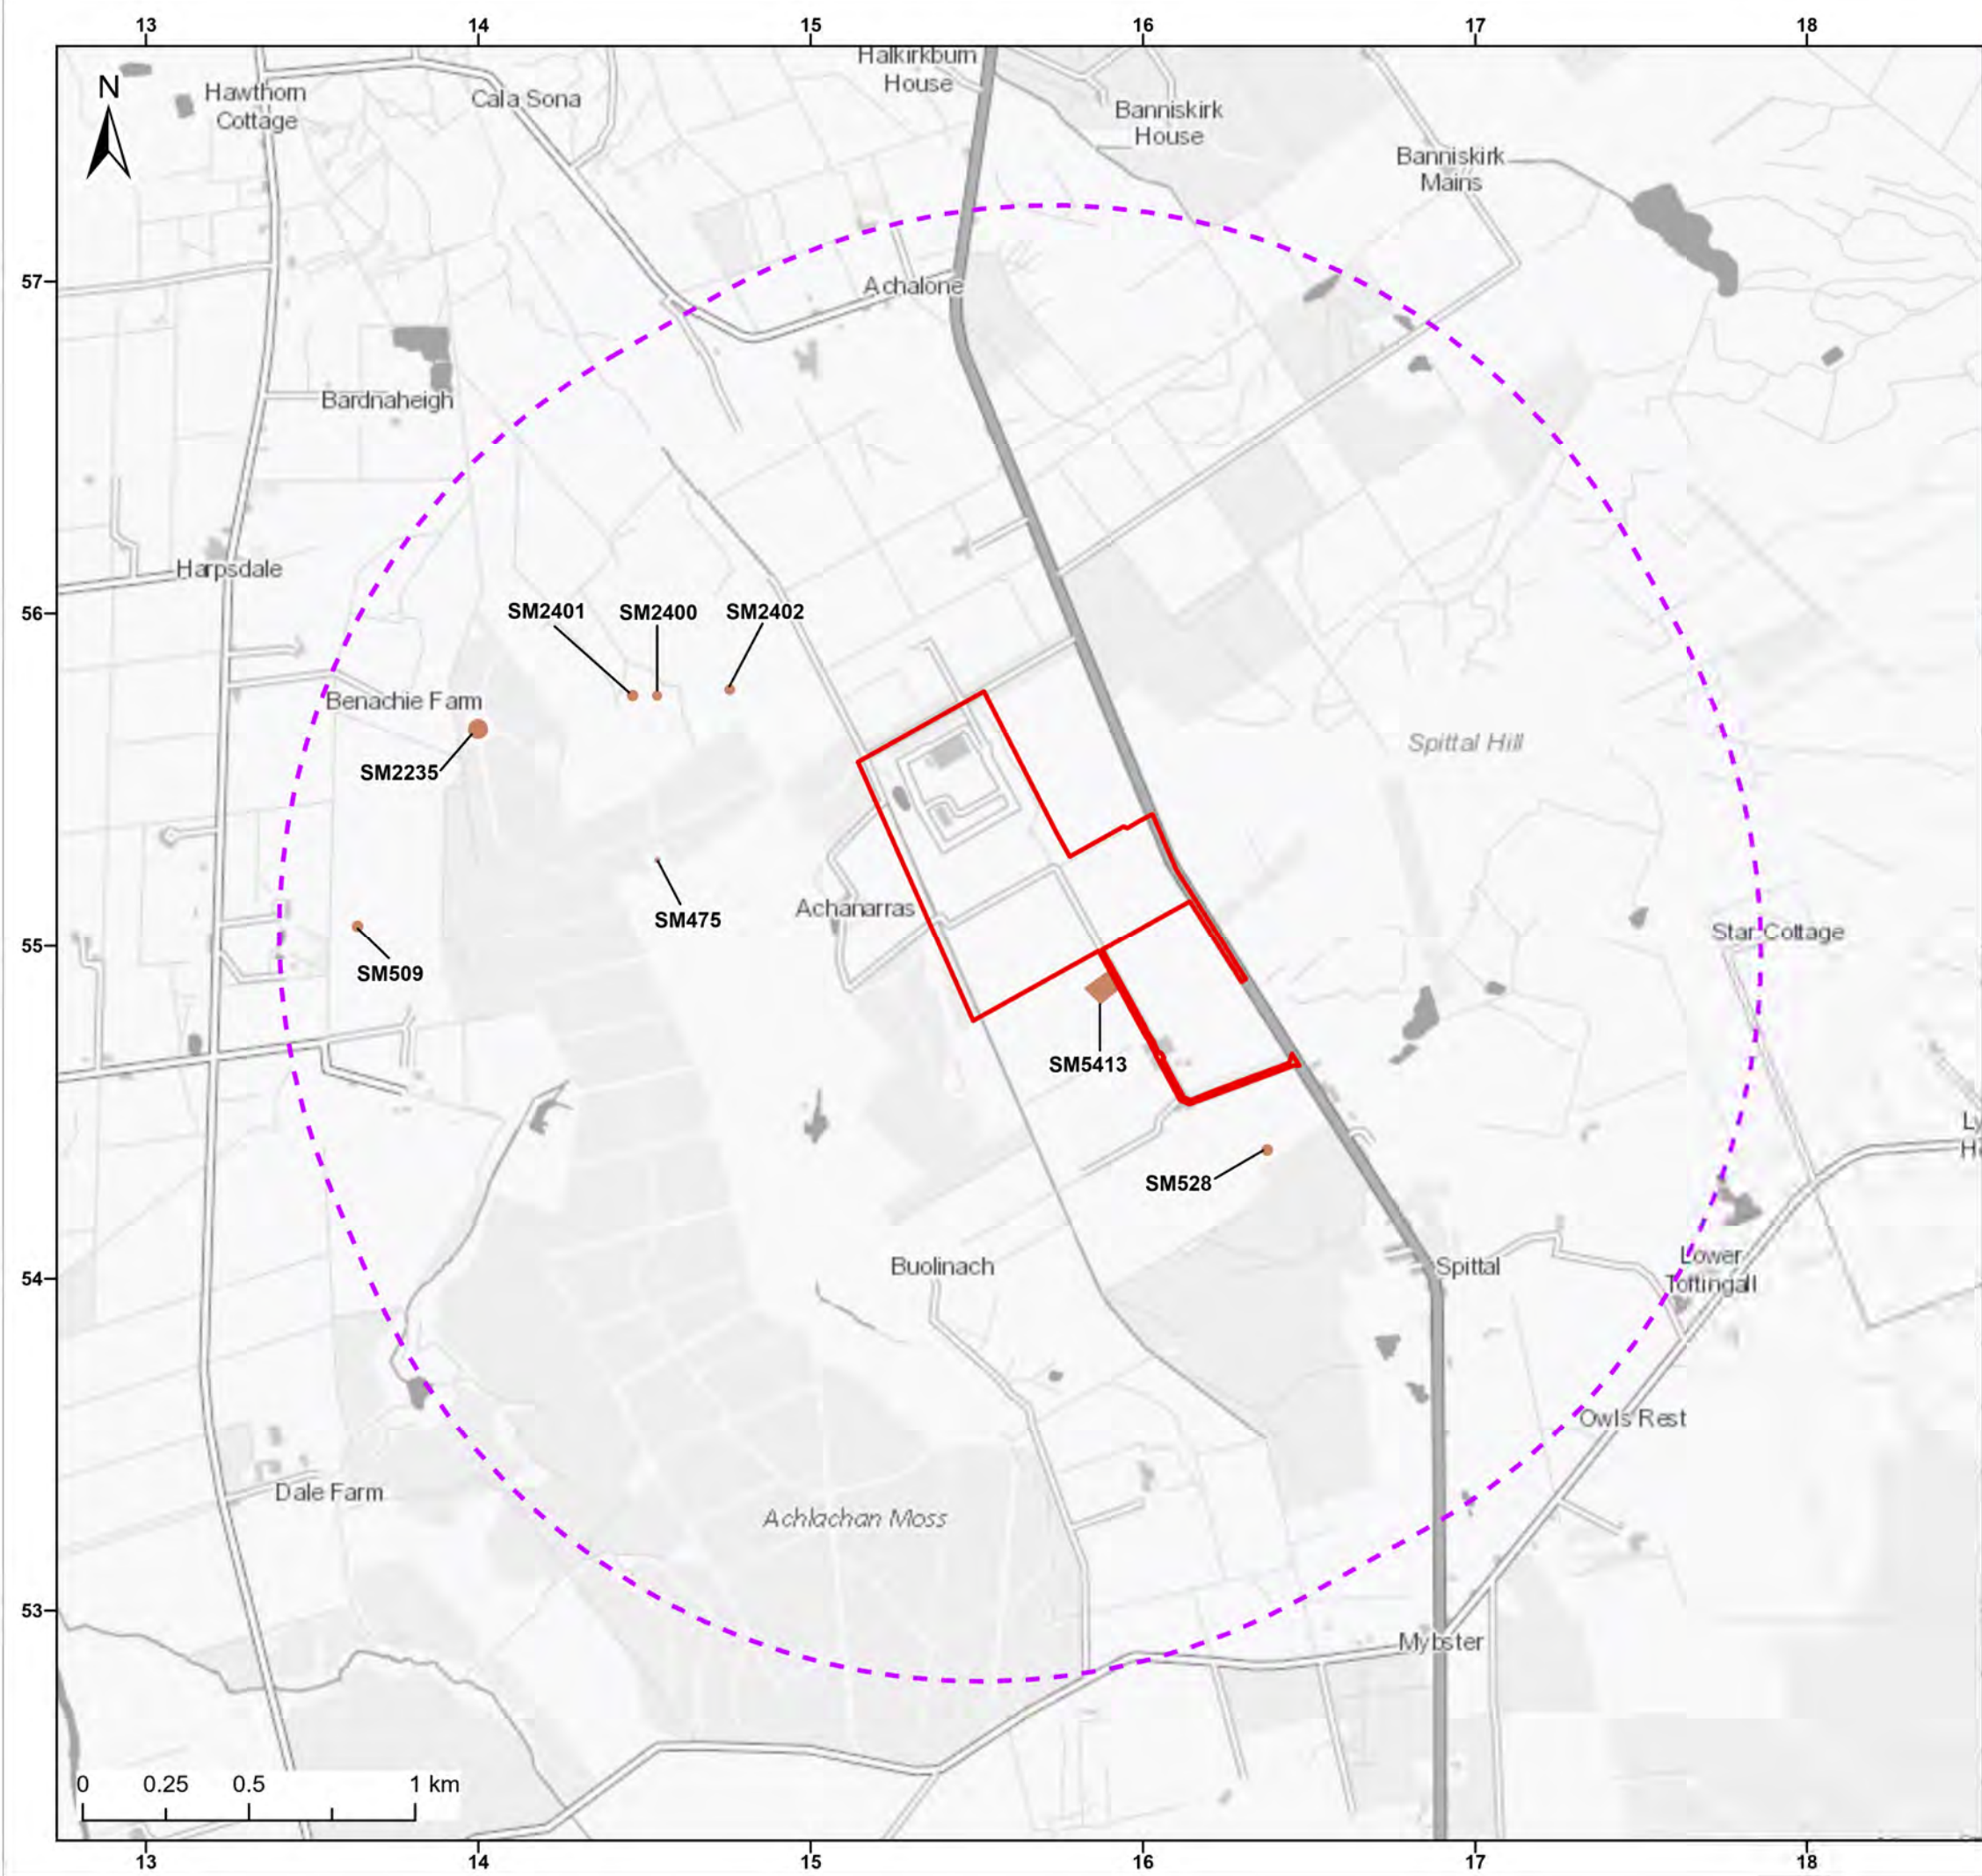 13 14 15 16 17 18
N
Hawthorn
Cottage
Cala Sona
Halkirkburn
House
Banniskirk
House
Banniskirk
Mains
57
Achalone
Bardnaheigh
Harpsdale
56
SM2401 SM2400 SM2402
Benachie Farm
SM2235
Spittal Hill
SM475
Achanarras
Star Cottage
55
SM509
SM5413
SM528
Buolinach
Spittal
54
Lower
Tottingall
Owls Rest
Dale Farm
Achlachan Moss
53
Mybster
0 0.25 0.5 1 km
13 14 15 16 17 18